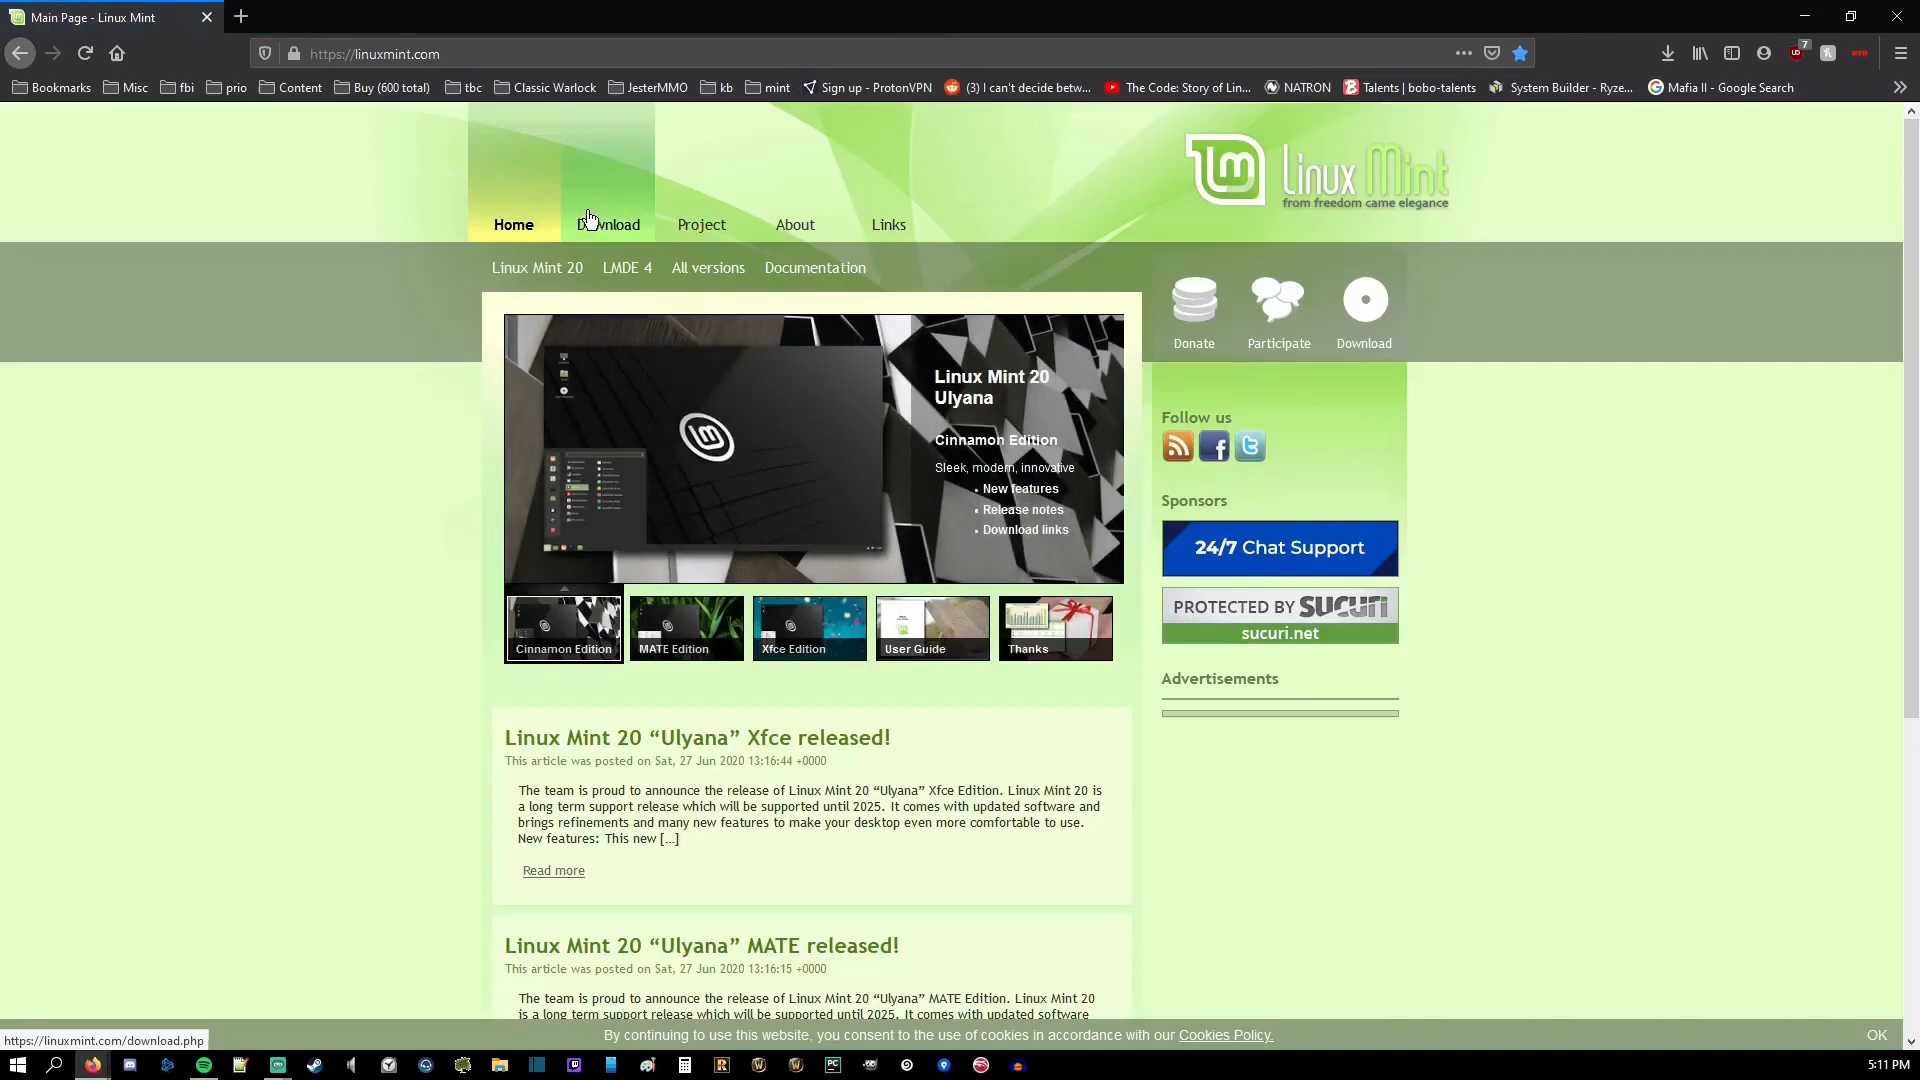 Main Page - Linux Mint
https://linuxmint.com
7
Bookmarks
Misc
fbi
prio
Content
Buy (600 total)
tbc
Classic Warlock
JesterMMO
kb
mint
Sign up - ProtonVPN
(3) I can't decide betw...
The Code: Story of Lin...
NATRON
Talents | bobo-talents
System Builder - Ryze...
Mafia II - Google Search
Linux Mint
from freedom came elegance
Home
Download
Project
About
Links
Linux Mint 20
LMDE 4
All versions
Documentation
Donate
Participate
Download
Linux Mint 20
Ulyana
Cinnamon Edition
Sleek, modern, innovative
• New features
• Release notes
• Download links
Cinnamon Edition
MATE Edition
Xfce Edition
User Guide
Thanks
Follow us
Sponsors
24/7 Chat Support
PROTECTED BY SUCURI
sucuri.net
Advertisements
Linux Mint 20 “Ulyana” Xfce released!
This article was posted on Sat, 27 Jun 2020 13:16:44 +0000
The team is proud to announce the release of Linux Mint 20 “Ulyana” Xfce Edition. Linux Mint 20 is
a long term support release which will be supported until 2025. It comes with updated software and
brings refinements and many new features to make your desktop even more comfortable to use.
New features: This new [...]
Read more
Linux Mint 20 “Ulyana” MATE released!
This article was posted on Sat, 27 Jun 2020 13:16:15 +0000
The team is proud to announce the release of Linux Mint 20 “Ulyana” MATE Edition. Linux Mint 20
is a long term support release which will be supported until 2025. It comes with updated software
By continuing to use this website, you consent to the use of cookies in accordance with our Cookies Policy.
OK
https://linuxmint.com/download.php
5:11 PM